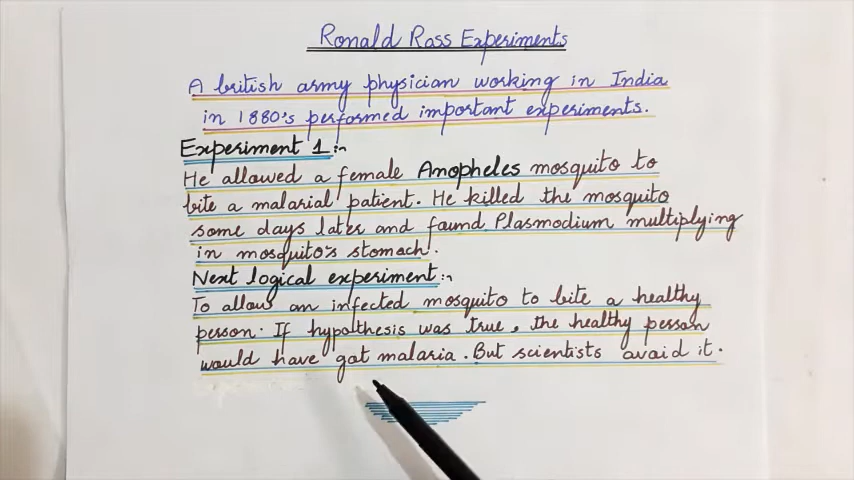 Ronald Ross Experiments
A british army physician working in India
in 1880's performed important experiments.
Experiment 1:-
He allowed a female Anopheles mosquito to
bite a malarial patient. He killed the mosquito
some days later and found Plasmodium multiplying
in mosquito's stomach.
Next logical experiment:-
To allow an infected mosquito to bite a healthy
person. If hypothesis was true, the healthy person
would have got malaria. But scientists avoid it.